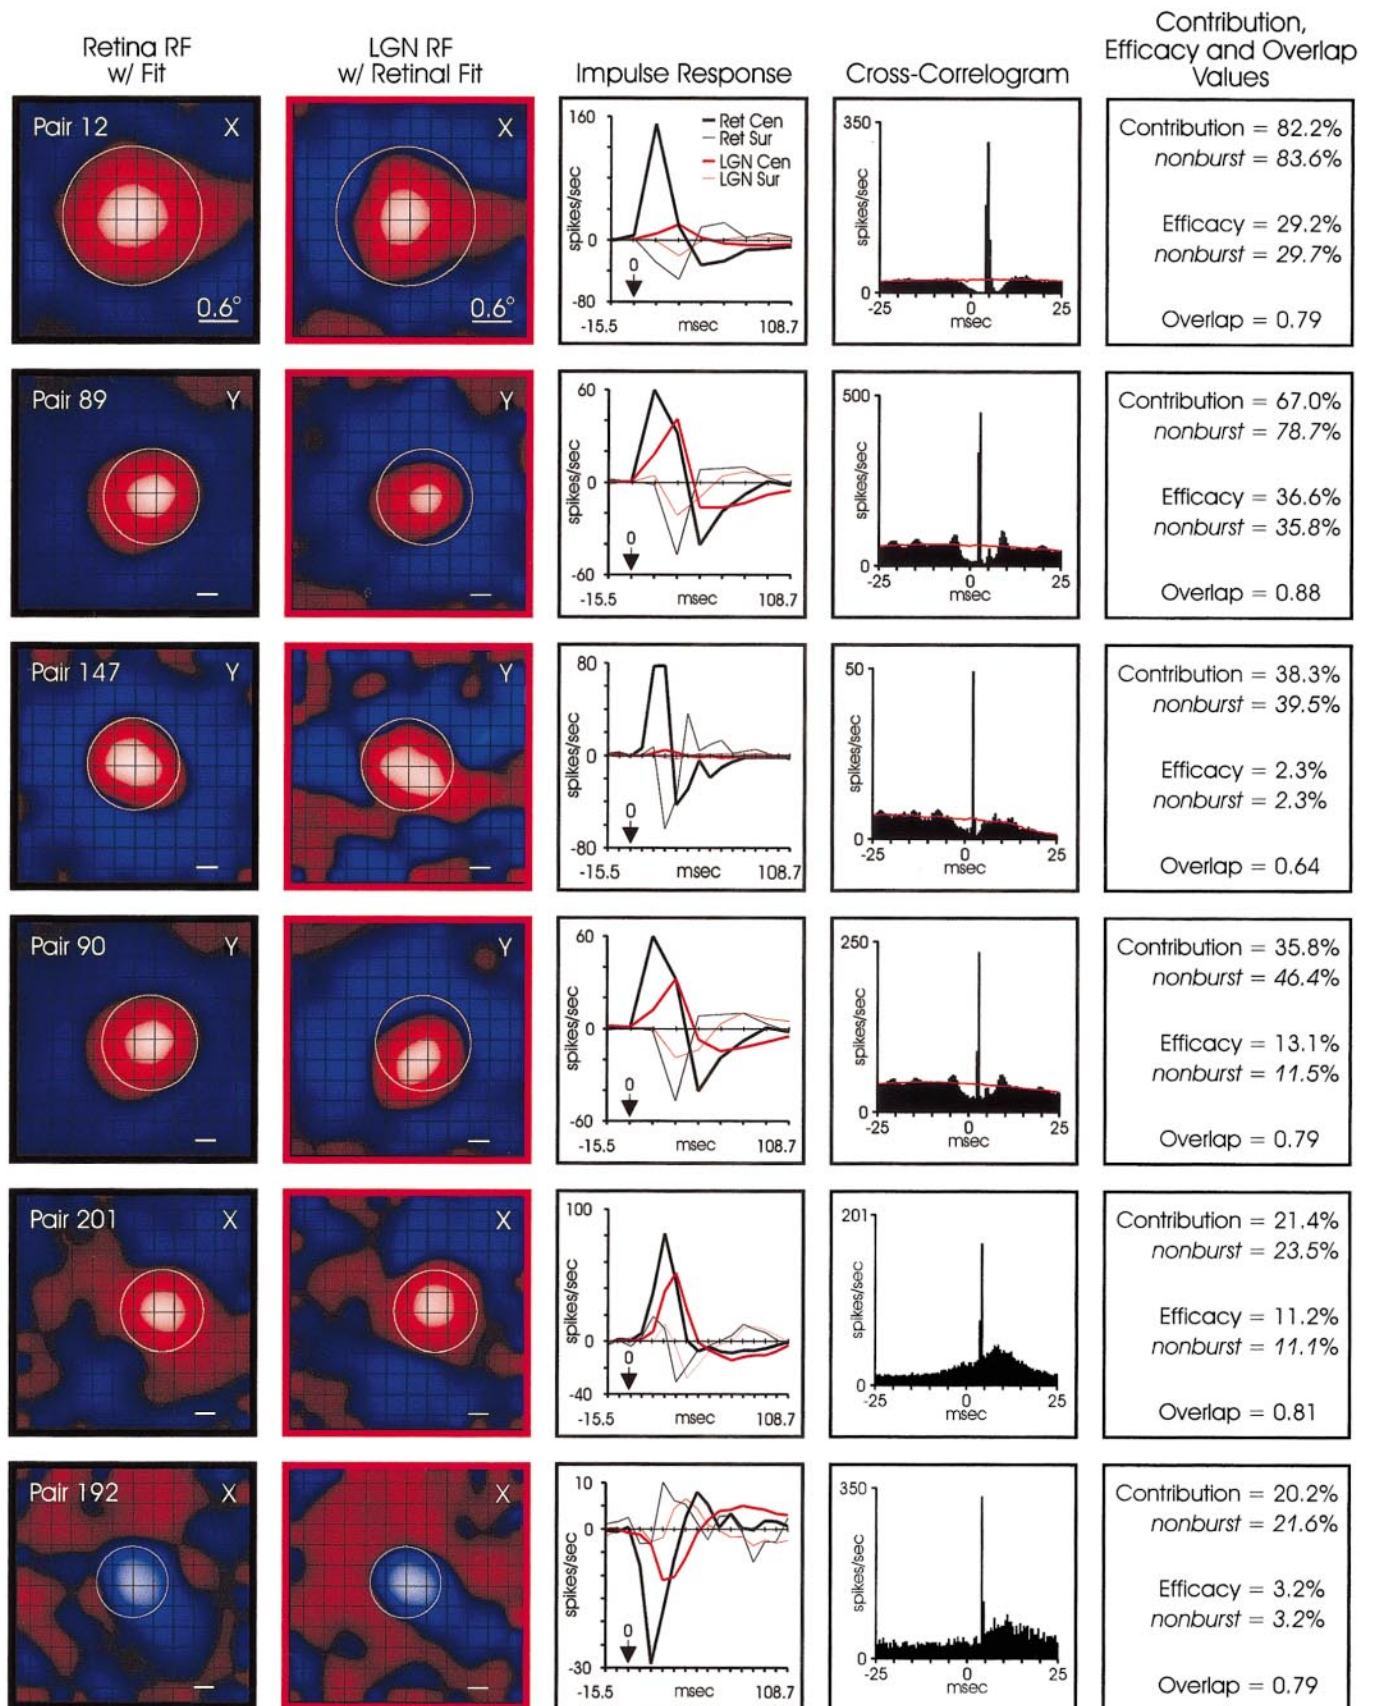 Retina RF
w/ Fit
LGN RF
w/ Retinal Fit
Impulse Response
Cross-Correlogram
Contribution,
Efficacy and Overlap
Values
Pair 12 X
0.6°
X
0.6°
160
0
-80
spikes/sec
Ret Cen
Ret Sur
LGN Cen
LGN Sur
0
-15.5 msec 108.7
350
0
spikes/sec
-25 0 25
msec
Contribution = 82.2%
nonburst = 83.6%
Efficacy = 29.2%
nonburst = 29.7%
Overlap = 0.79
Pair 89 Y
Y
60
0
-60
spikes/sec
0
-15.5 msec 108.7
500
0
spikes/sec
-25 0 25
msec
Contribution = 67.0%
nonburst = 78.7%
Efficacy = 36.6%
nonburst = 35.8%
Overlap = 0.88
Pair 147 Y
Y
80
0
-80
spikes/sec
0
-15.5 msec 108.7
50
0
spikes/sec
-25 0 25
msec
Contribution = 38.3%
nonburst = 39.5%
Efficacy = 2.3%
nonburst = 2.3%
Overlap = 0.64
Pair 90 Y
Y
60
0
-60
spikes/sec
0
-15.5 msec 108.7
250
0
spikes/sec
-25 0 25
msec
Contribution = 35.8%
nonburst = 46.4%
Efficacy = 13.1%
nonburst = 11.5%
Overlap = 0.79
Pair 201 X
X
100
0
-40
spikes/sec
0
-15.5 msec 108.7
201
0
spikes/sec
-25 0 25
msec
Contribution = 21.4%
nonburst = 23.5%
Efficacy = 11.2%
nonburst = 11.1%
Overlap = 0.81
Pair 192 X
X
10
0
-30
spikes/sec
0
-15.5 msec 108.7
350
0
spikes/sec
-25 0 25
msec
Contribution = 20.2%
nonburst = 21.6%
Efficacy = 3.2%
nonburst = 3.2%
Overlap = 0.79